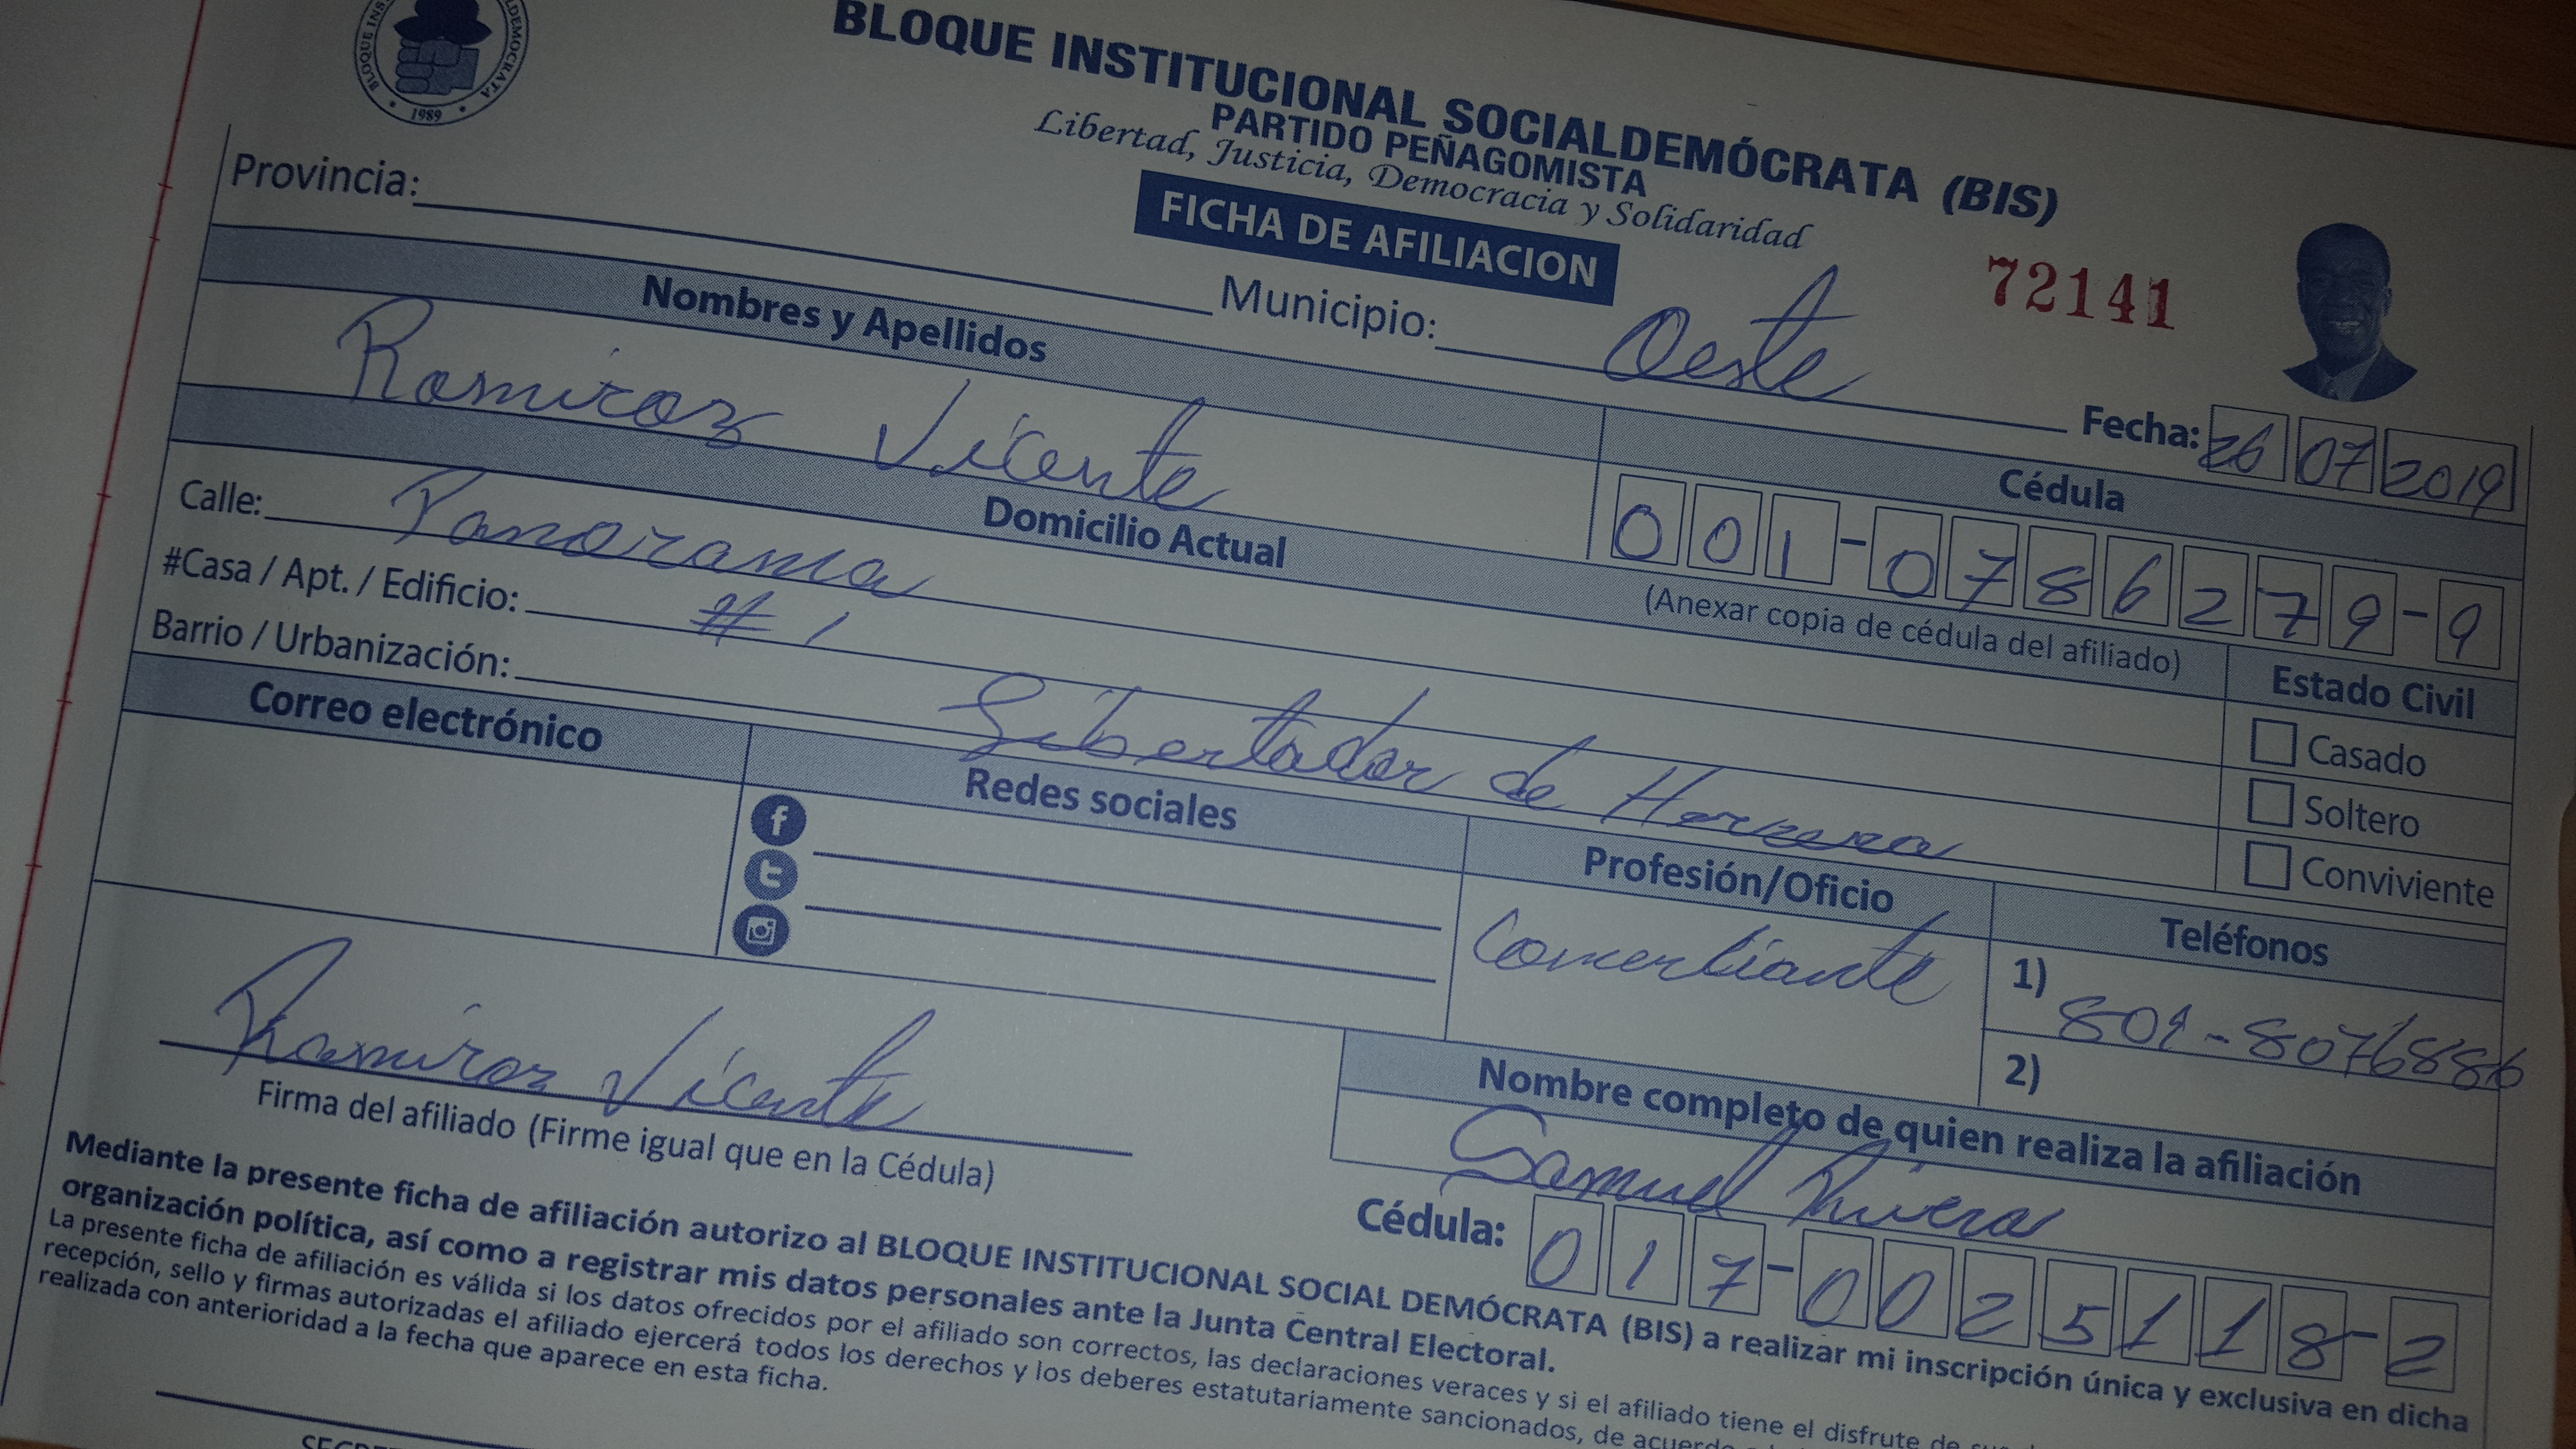 BLOQUE INSTITUCIONAL SOCIALDEMÓCRATA (BIS)
PARTIDO PEÑAGOMISTA
Libertad, Justicia, Democracia y Solidaridad
FICHA DE AFILIACION
1989
72141
Provincia:
Municipio: Oeste
Fecha: 26 07 2019
Nombres y Apellidos
Ramiroz Vicente
Cédula
001-0786279-9
(Anexar copia de cédula del afiliado)
Domicilio Actual
Calle: Panorama
#Casa / Apt. / Edificio: # 1
Barrio / Urbanización: Libertador de Herrera
Estado Civil
Casado
Soltero
Conviviente
Correo electrónico
Redes sociales
Profesión/Oficio
Comerciante
Teléfonos
1) 809-8076886
2)
Ramiroz Vicente
Firma del afiliado (Firme igual que en la Cédula)
Nombre completo de quien realiza la afiliación
Samuel Rivera
Cédula: 017-0025118-2
Mediante la presente ficha de afiliación autorizo al BLOQUE INSTITUCIONAL SOCIAL DEMÓCRATA (BIS) a realizar mi inscripción única y exclusiva en dicha
organización política, así como a registrar mis datos personales ante la Junta Central Electoral.
La presente ficha de afiliación es válida si los datos ofrecidos por el afiliado son correctos, las declaraciones veraces y si el afiliado tiene el disfrute de
recepción, sello y firmas autorizadas el afiliado ejercerá todos los derechos y los deberes estatutariamente sancionados, de
realizada con anterioridad a la fecha que aparece en esta ficha.